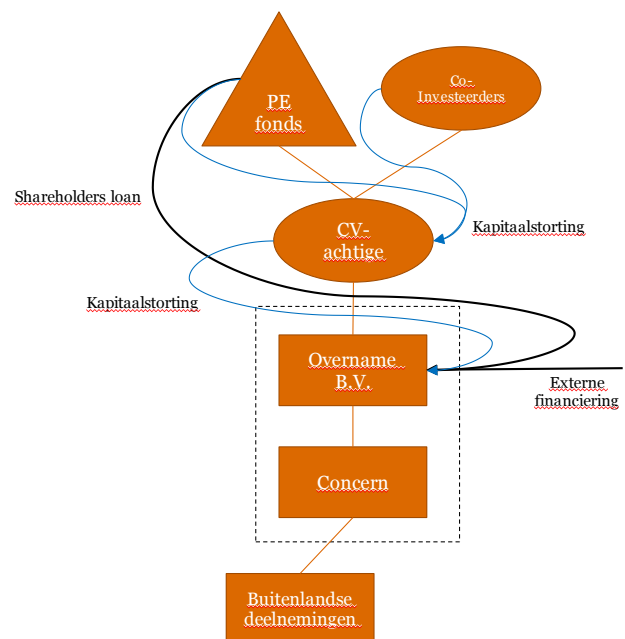 PE
fonds
Co-
Investeerders
Shareholders loan
CV-
achtige
Kapitaalstorting
Kapitaalstorting
Overname
B.V.
Externe
financiering
Concern
Buitenlandse
deelnemingen